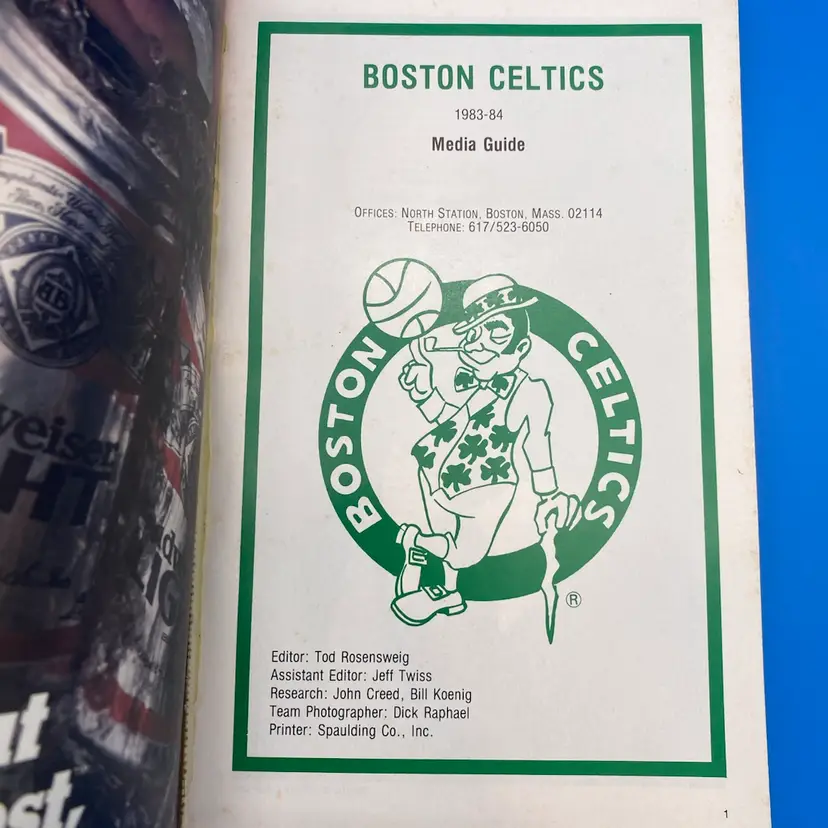 BOSTON CELTICS
1983-84
Media Guide
OFFICES: NORTH STATION, BOSTON, MASS. 02114
TELEPHONE: 617/523-6050
BOSTON
CELTICS
®
Editor: Tod Rosensweig
Assistant Editor: Jeff Twiss
Research: John Creed, Bill Koenig
Team Photographer: Dick Raphael
Printer: Spaulding Co., Inc.
1
weiser
HT